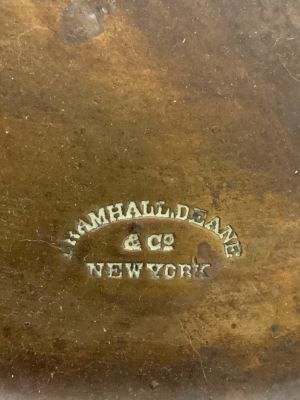 BRAMHALL, DEANE
& Co
NEW YORK